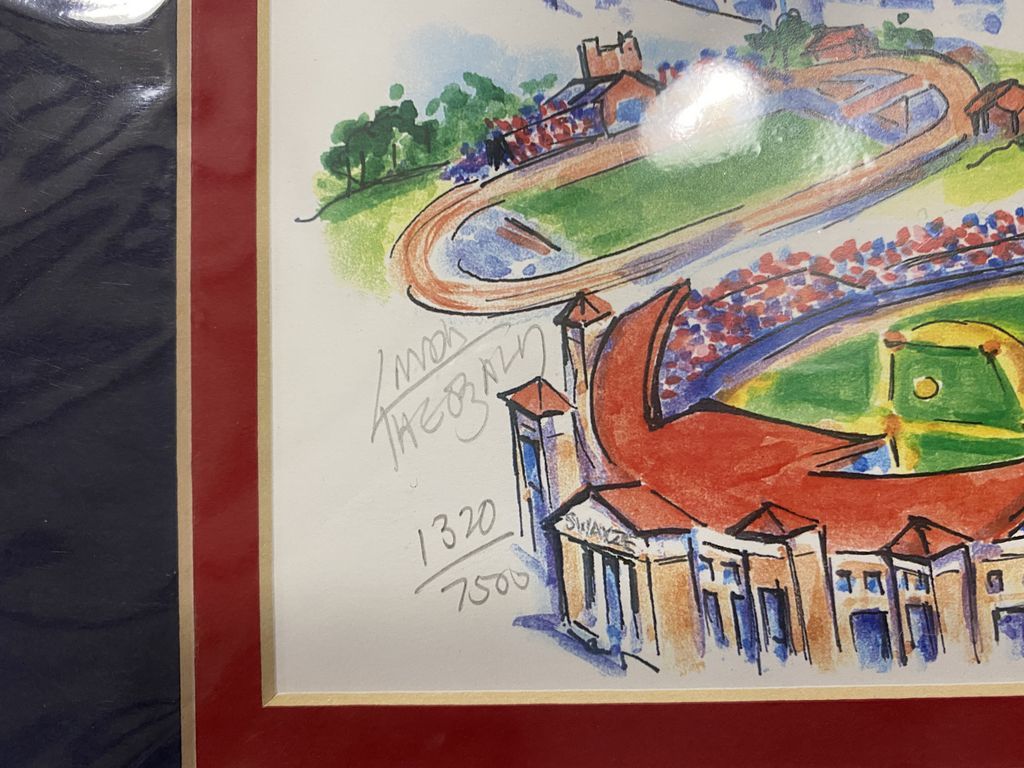 LINDA
THEOBALD
1320
7500
SWAYZE